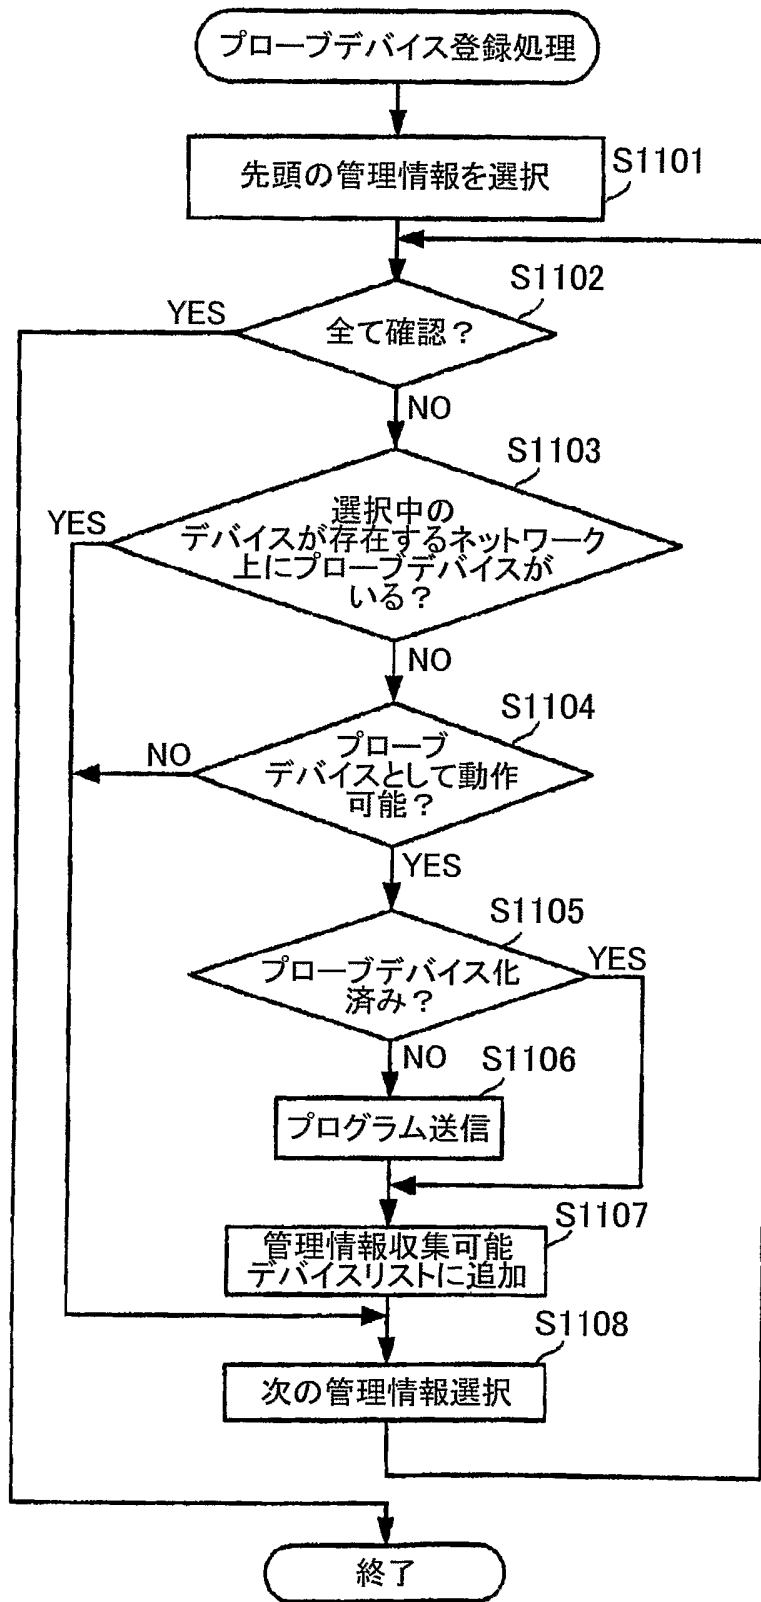 プローブデバイス登録処理
先頭の管理情報を選択
S1101
S1102
YES
全て確認？
NO
S1103
YES
選択中の
デバイスが存在するネットワーク
上にプローブデバイスが
いる？
NO
S1104
NO
プローブ
デバイスとして動作
可能？
YES
S1105
プローブデバイス化
済み？
YES
NO
S1106
プログラム送信
S1107
管理情報収集可能
デバイスリストに追加
S1108
次の管理情報選択
終了